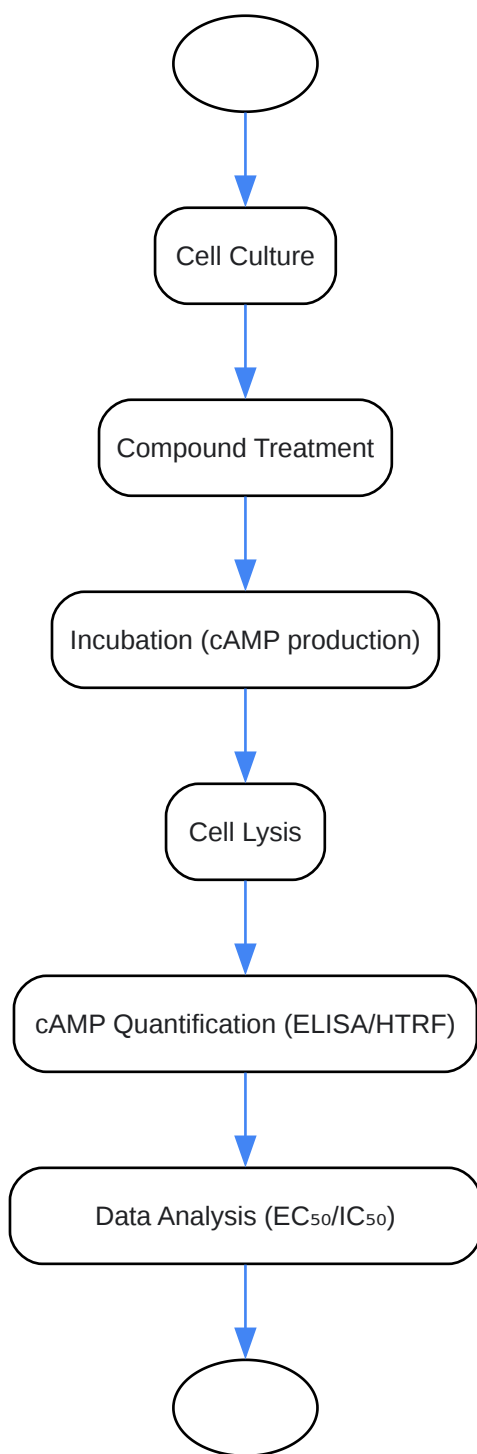 Cell Culture
Compound Treatment
Incubation (cAMP production)
Cell Lysis
cAMP Quantification (ELISA/HTRF)
Data Analysis (EC₅₀/IC₅₀)